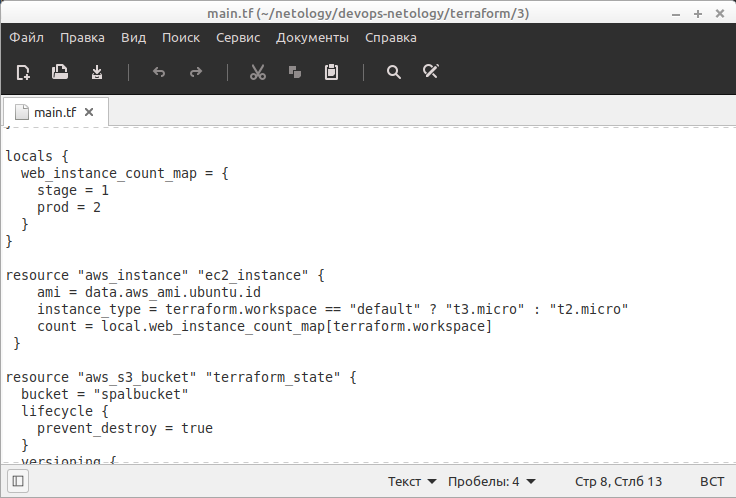 main.tf (~/netology/devops-netology/terraform/3)
Файл Правка Вид Поиск Сервис Документы Справка
main.tf
}
locals {
  web_instance_count_map = {
    stage = 1
    prod = 2
  }
}
resource "aws_instance" "ec2_instance" {
    ami = data.aws_ami.ubuntu.id
    instance_type = terraform.workspace == "default" ? "t3.micro" : "t2.micro"
    count = local.web_instance_count_map[terraform.workspace]
 }
resource "aws_s3_bucket" "terraform_state" {
  bucket = "spalbucket"
  lifecycle {
    prevent_destroy = true
  }
  versioning {
Текст Пробелы: 4 Стр 8, Стлб 13 ВСТ